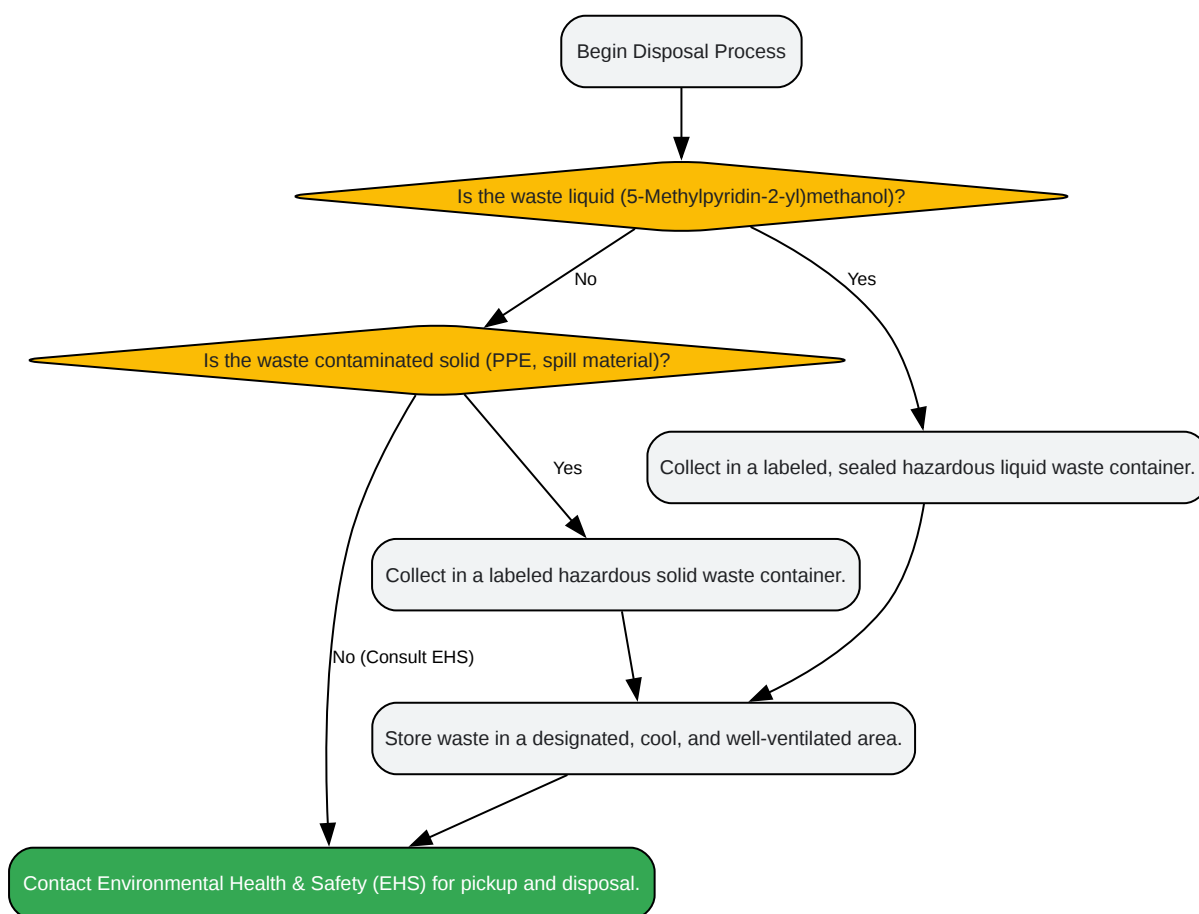 Begin Disposal Process
Is the waste liquid (5-Methylpyridin-2-yl)methanol)?
No
Yes
Is the waste contaminated solid (PPE, spill material)?
Yes
Collect in a labeled, sealed hazardous liquid waste container.
Collect in a labeled hazardous solid waste container.
No (Consult EHS)
Store waste in a designated, cool, and well-ventilated area.
Contact Environmental Health & Safety (EHS) for pickup and disposal.